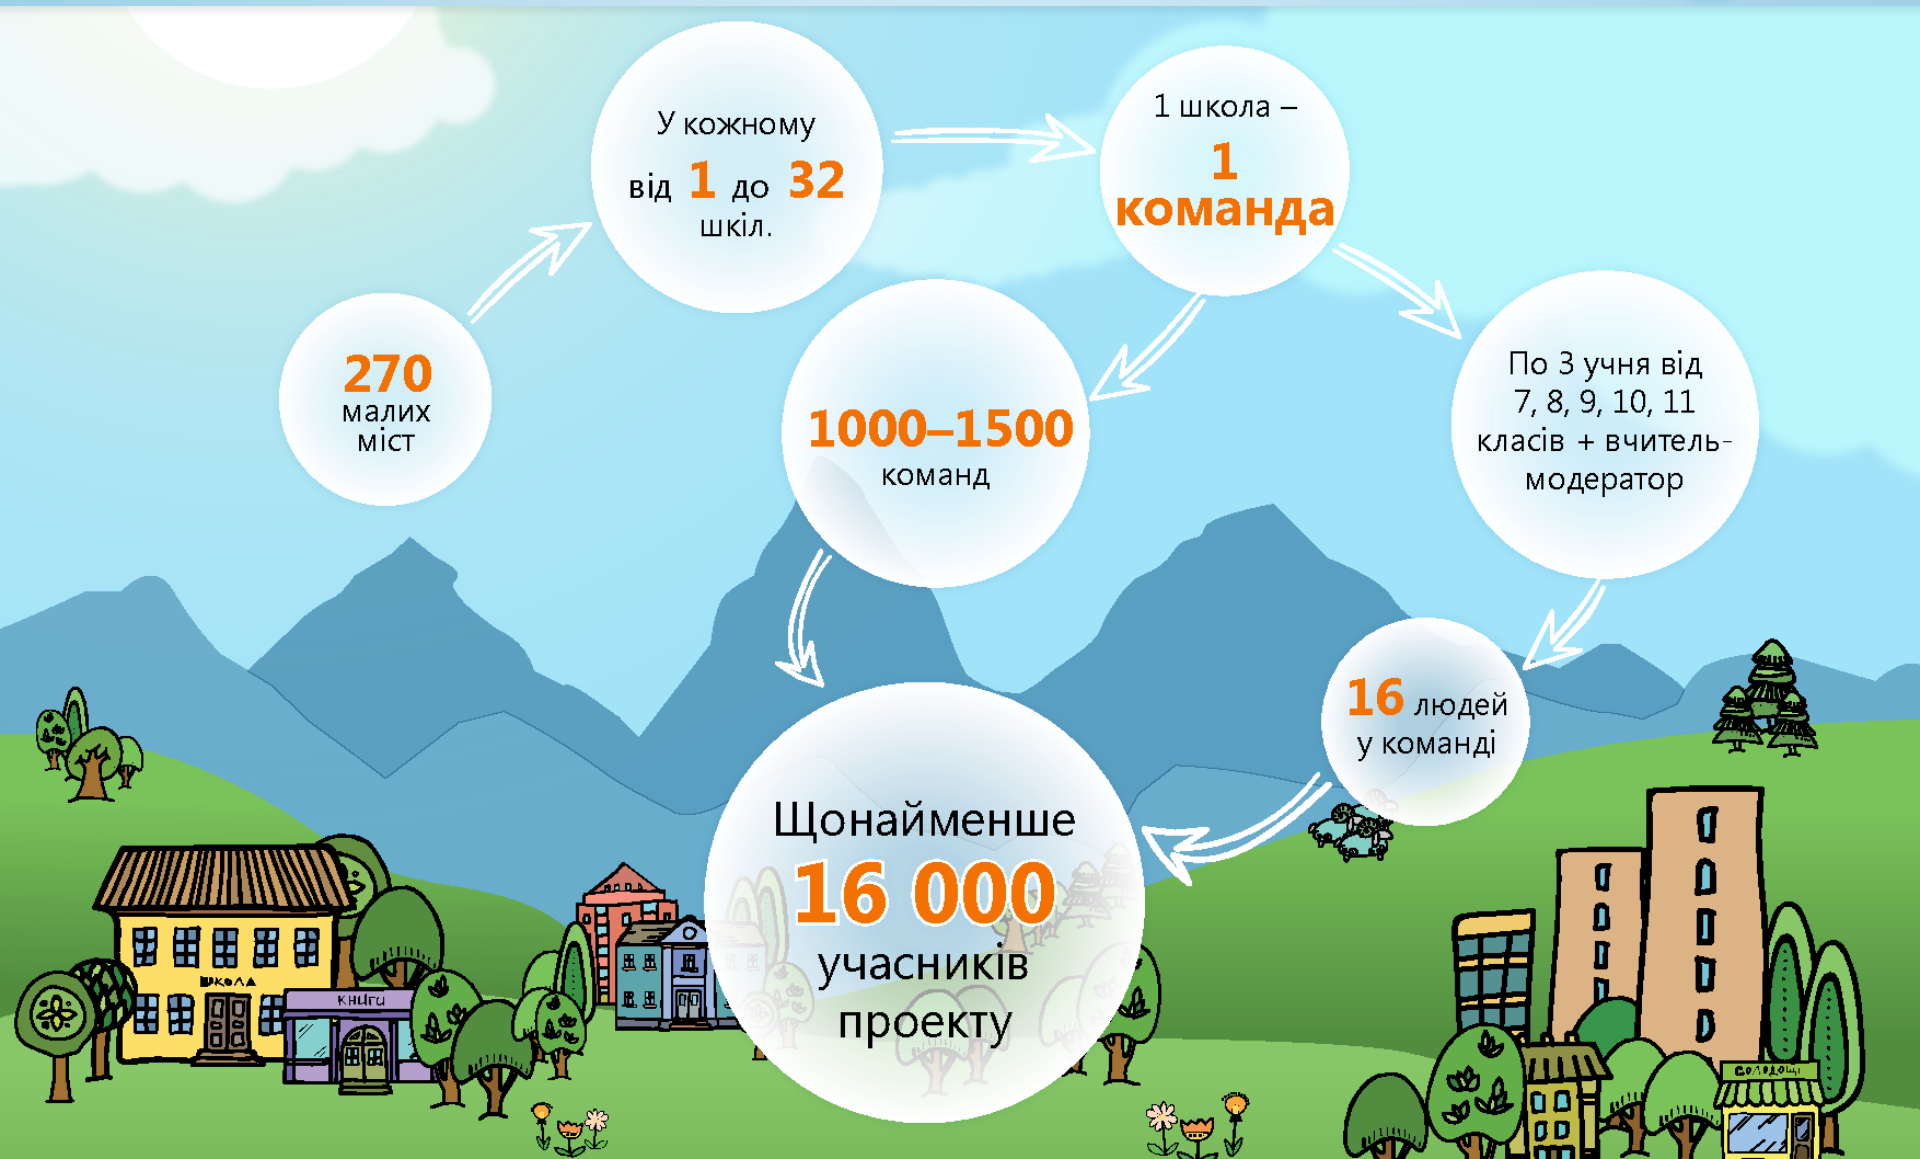 270
малих
міст
У кожному
від 1 до 32
шкіл.
1 школа –
1
команда
1000–1500
команд
По 3 учня від
7, 8, 9, 10, 11
класів + вчитель-
модератор
16 людей
у команді
Щонайменше
16 000
учасників
проекту
ШКОЛА
КНИГИ
СОЛОДОЩІ